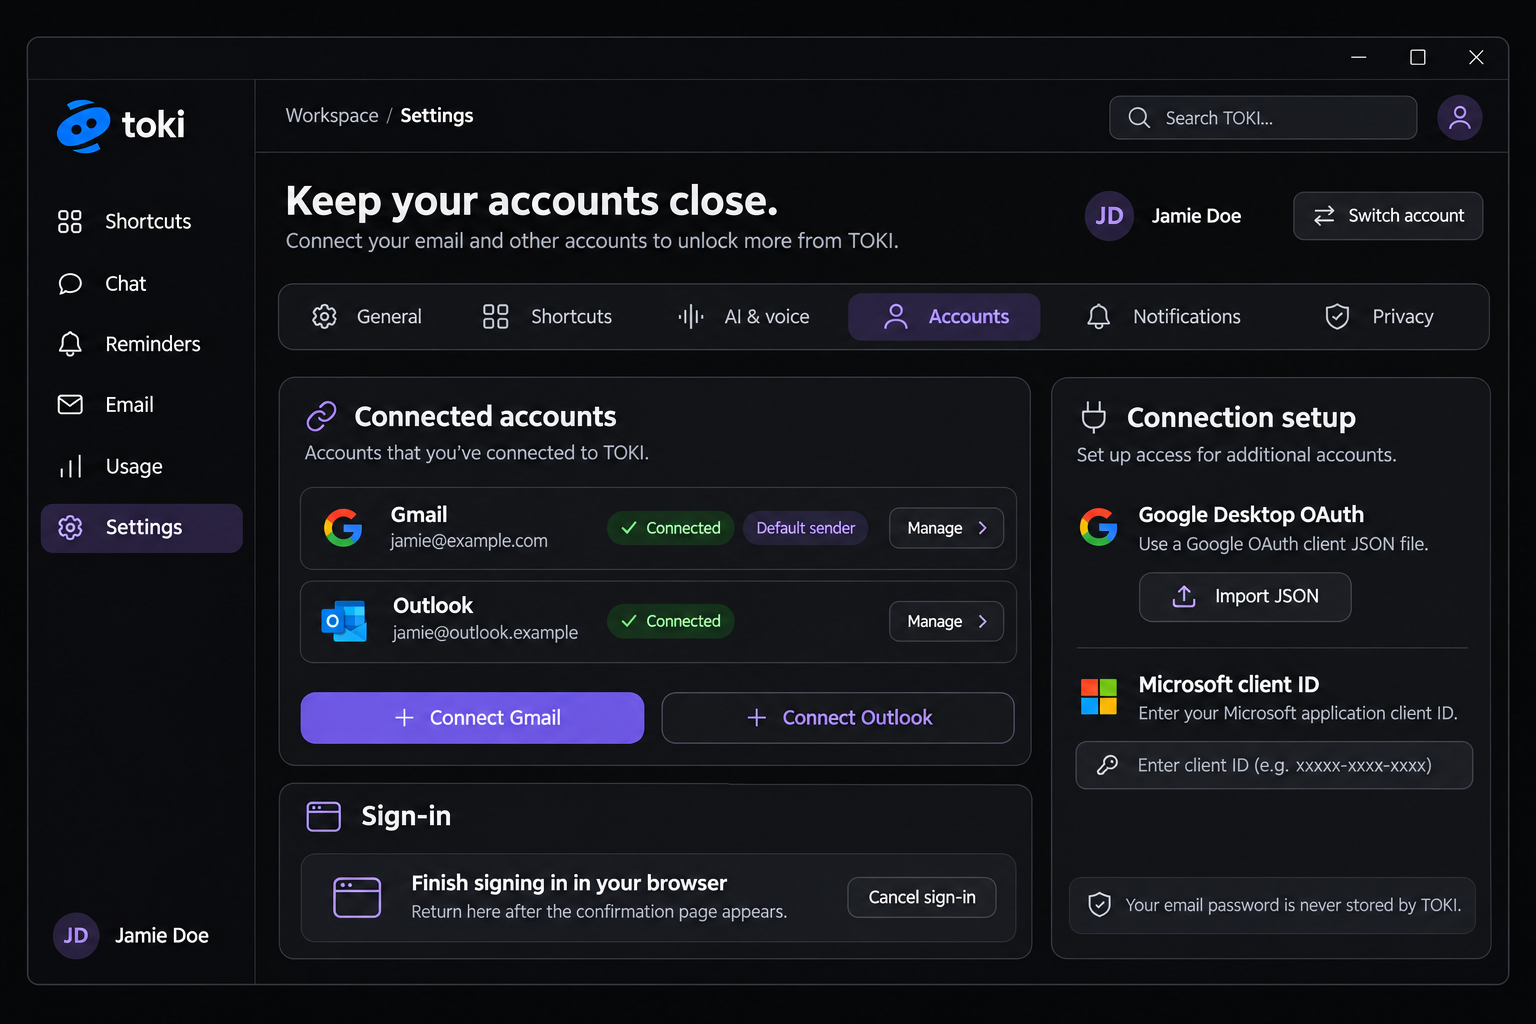 toki
Workspace / Settings
Search TOKI...
Shortcuts
Chat
Reminders
Email
Usage
Settings
JD
Jamie Doe
Keep your accounts close.
Connect your email and other accounts to unlock more from TOKI.
JD
Jamie Doe
Switch account
General
Shortcuts
AI & voice
Accounts
Notifications
Privacy
Connected accounts
Accounts that you’ve connected to TOKI.
Gmail
jamie@example.com
Connected
Default sender
Manage
Outlook
jamie@outlook.example
Connected
Manage
Connect Gmail
Connect Outlook
Sign-in
Finish signing in in your browser
Return here after the confirmation page appears.
Cancel sign-in
Connection setup
Set up access for additional accounts.
Google Desktop OAuth
Use a Google OAuth client JSON file.
Import JSON
Microsoft client ID
Enter your Microsoft application client ID.
Enter client ID (e.g. xxxxx-xxxx-xxxx)
Your email password is never stored by TOKI.